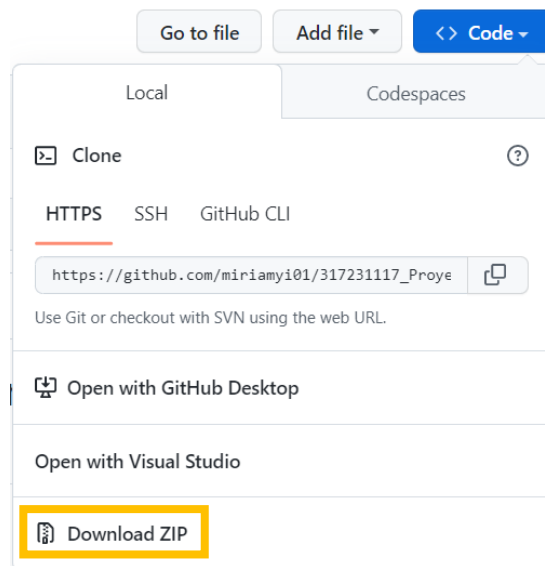 Go to file Add file <> Code
Local Codespaces
Clone
HTTPS SSH GitHub CLI
https://github.com/miriamyi01/317231117_Proye
Use Git or checkout with SVN using the web URL.
Open with GitHub Desktop
Open with Visual Studio
Download ZIP